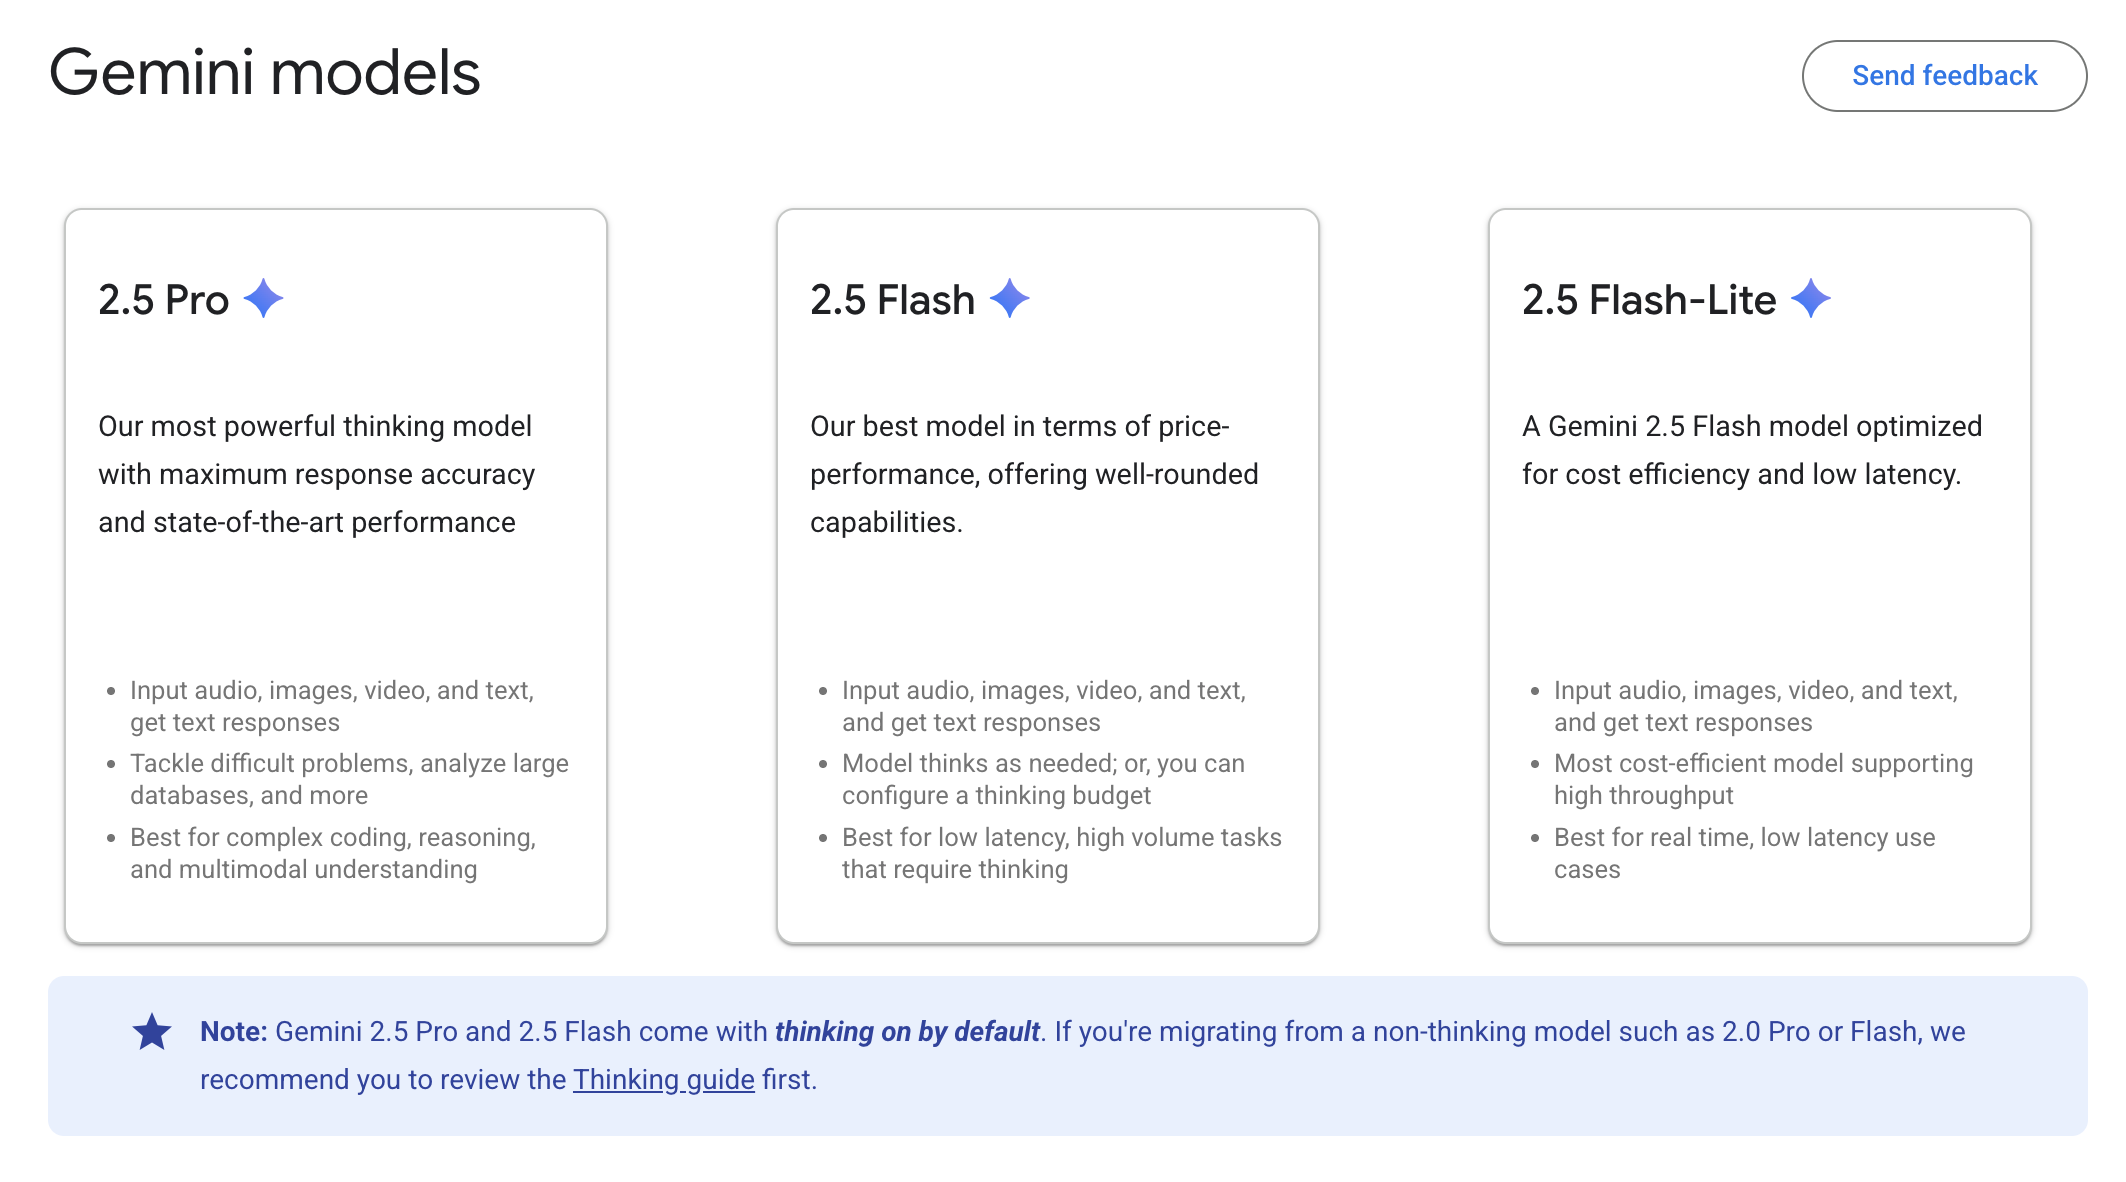 Gemini models
Send feedback
2.5 Pro
Our most powerful thinking model
with maximum response accuracy
and state-of-the-art performance
• Input audio, images, video, and text,
get text responses
• Tackle difficult problems, analyze large
databases, and more
• Best for complex coding, reasoning,
and multimodal understanding
2.5 Flash
Our best model in terms of price-
performance, offering well-rounded
capabilities.
• Input audio, images, video, and text,
and get text responses
• Model thinks as needed; or, you can
configure a thinking budget
• Best for low latency, high volume tasks
that require thinking
2.5 Flash-Lite
A Gemini 2.5 Flash model optimized
for cost efficiency and low latency.
• Input audio, images, video, and text,
and get text responses
• Most cost-efficient model supporting
high throughput
• Best for real time, low latency use
cases
Note: Gemini 2.5 Pro and 2.5 Flash come with thinking on by default. If you're migrating from a non-thinking model such as 2.0 Pro or Flash, we
recommend you to review the Thinking guide first.